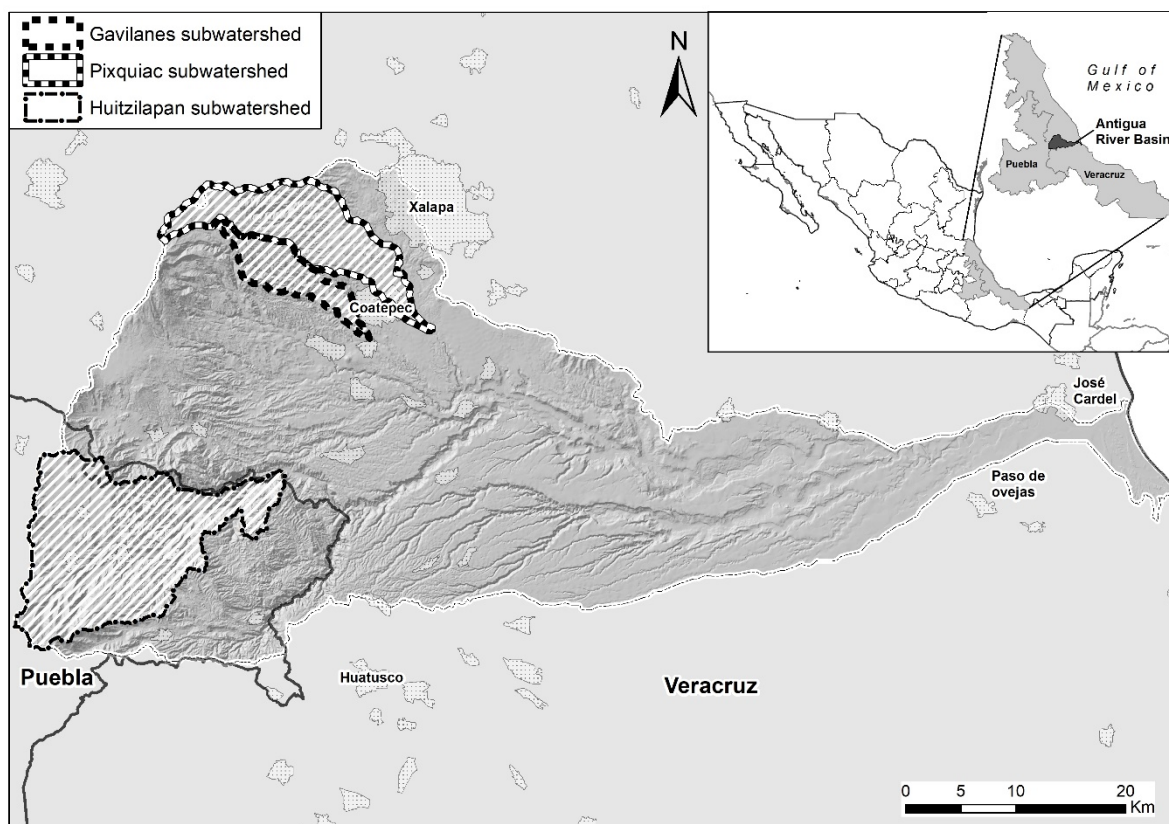 Gavilanes subwatershed
Pixquiac subwatershed
Huitzilapan subwatershed
N
Gulf of
Mexico
Antigua
River Basin
Puebla
Veracruz
Xalapa
Coatepec
José
Cardel
Paso de
ovejas
Puebla
Huatusco
Veracruz
0 5 10 20
Km